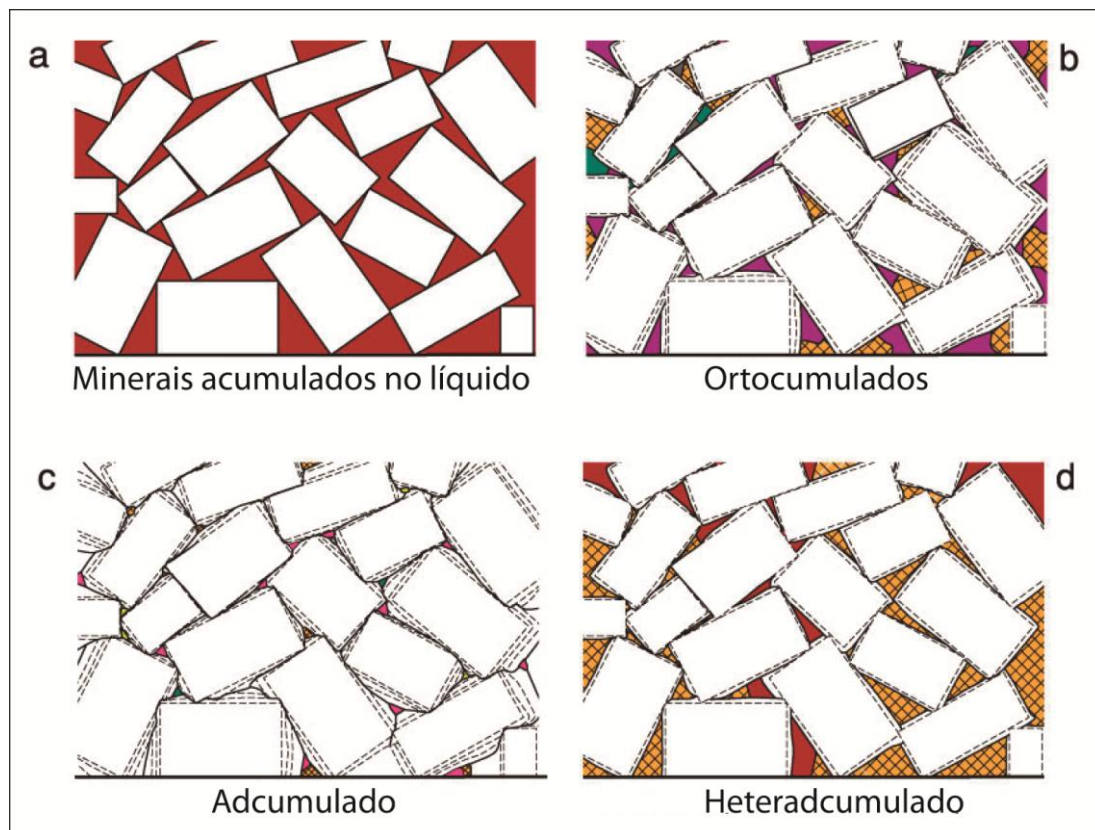 a
b
Minerais acumulados no líquido
Ortocumulados
c
d
Adcumulado
Heteradcumulado